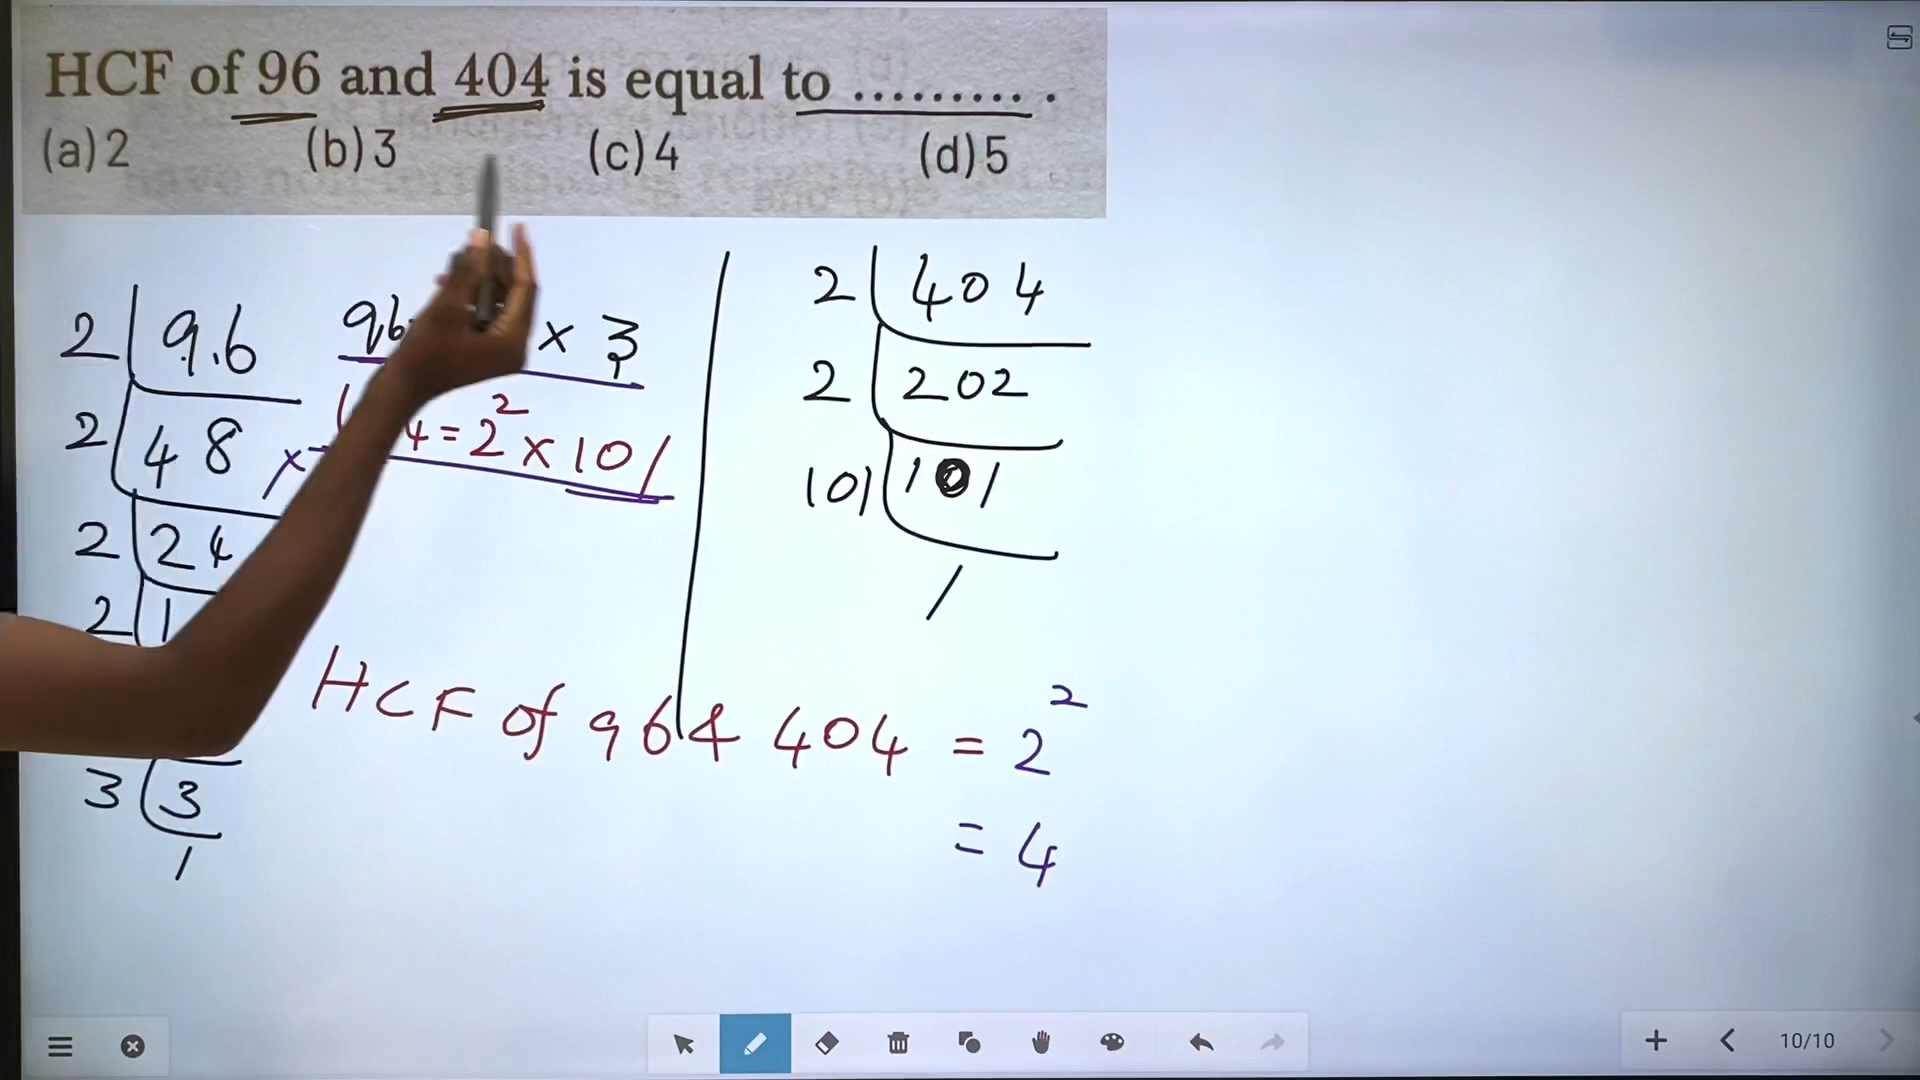 HCF of 96 and 404 is equal to ......... .
(a) 2 (b) 3 (c) 4 (d) 5
2 96
2 48
2 24
2 1
3 3
1
96 × 3
4 = 2² × 101
2 404
2 202
101 101
1
HCF of 96 & 404 = 2²
= 4
10/10